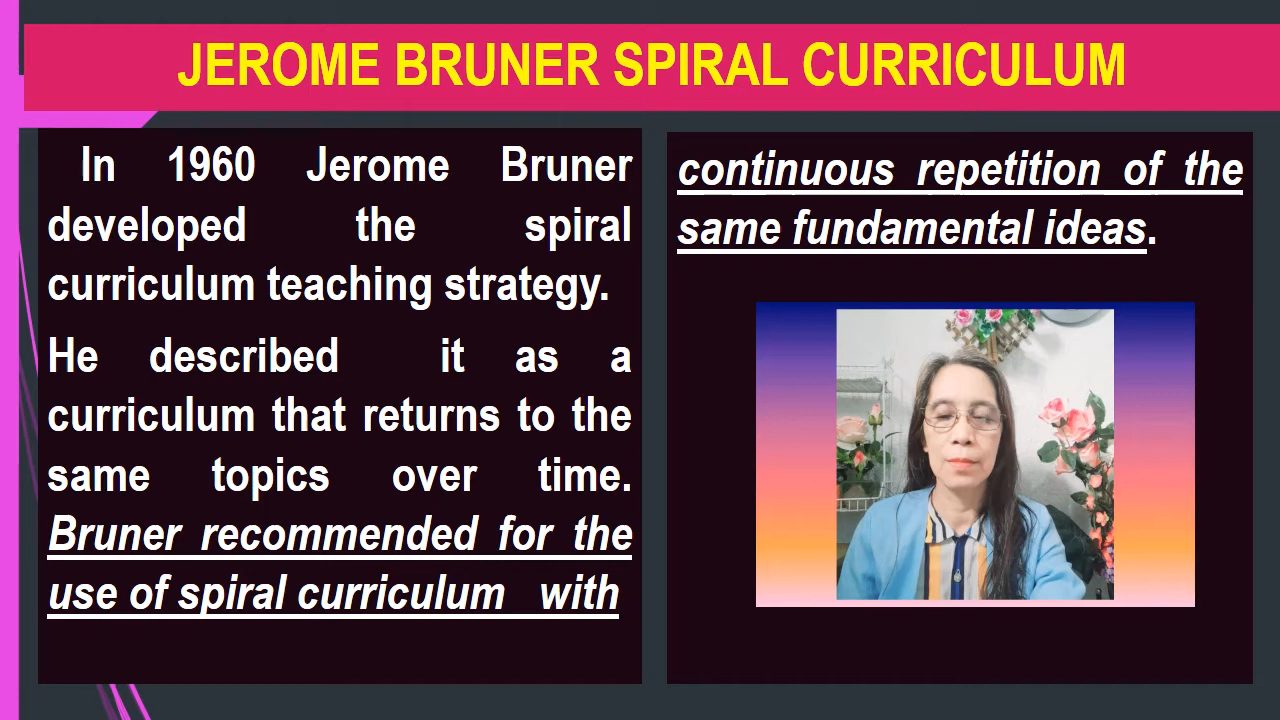 JEROME BRUNER SPIRAL CURRICULUM
In 1960 Jerome Bruner
developed the spiral
curriculum teaching strategy.
He described it as a
curriculum that returns to the
same topics over time.
Bruner recommended for the
use of spiral curriculum with
continuous repetition of the
same fundamental ideas.